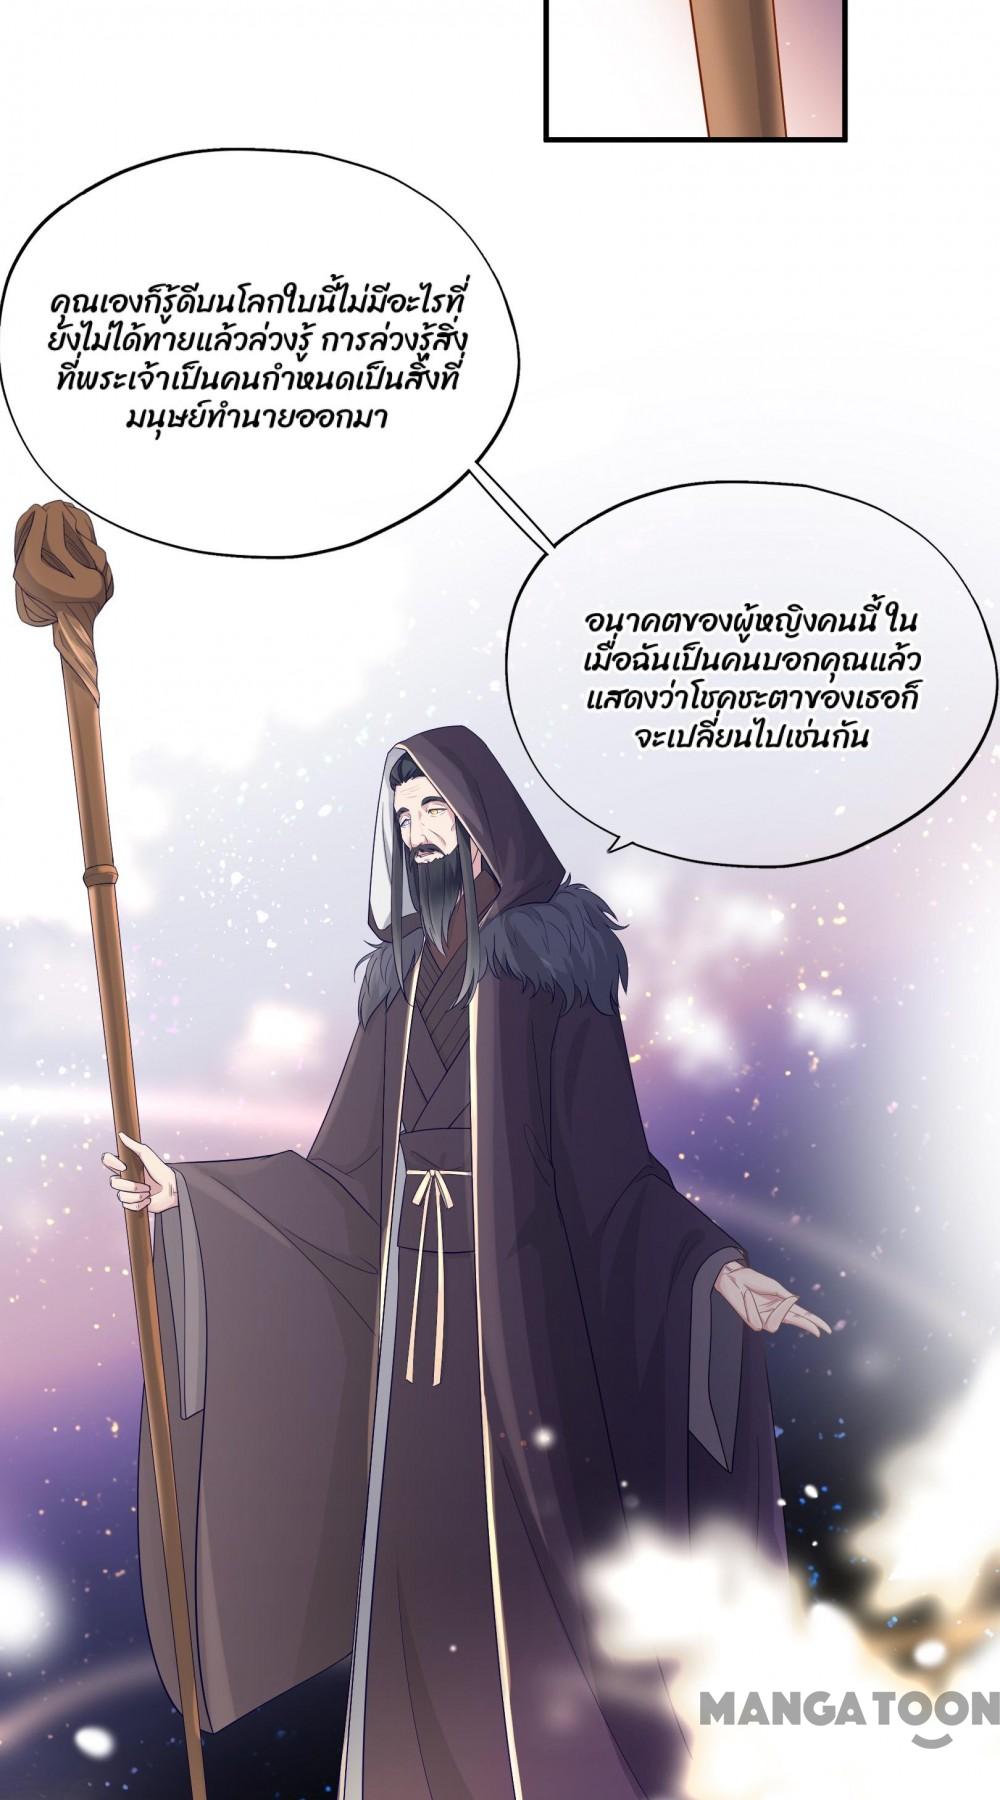 คุณเองก็รู้ดีบนโลกใบนี้ไม่มีอะไรที่
ยังไม่ได้ทายแล้วล่วงรู้ การล่วงรู้สิ่ง
ที่พระเจ้าเป็นคนกำหนดเป็นสิ่งที่
มนุษย์ทำนายออกมา
อนาคตของผู้หญิงคนนี้ ใน
เมื่อฉันเป็นคนบอกคุณแล้ว
แสดงว่าโชคชะตาของเธอก็
จะเปลี่ยนไปเช่นกัน
MANGATOON